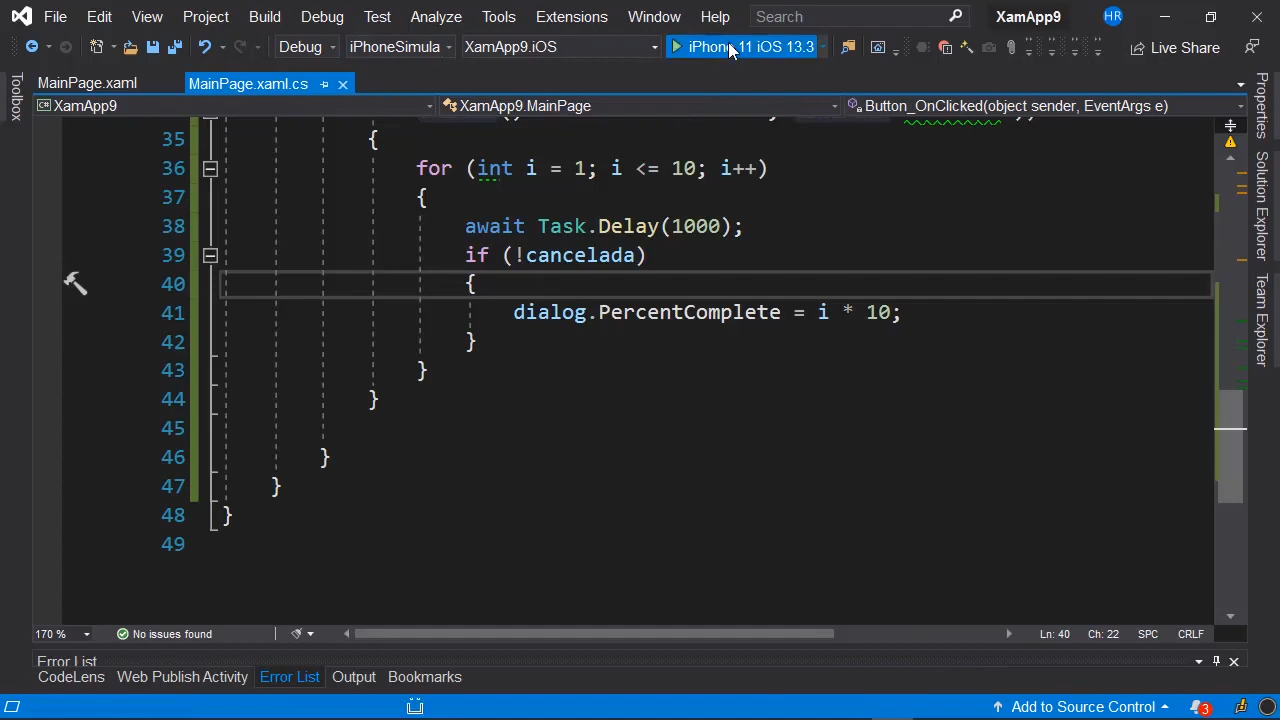 File Edit View Project Build Debug Test Analyze Tools Extensions Window Help Search XamApp9 HR
Debug iPhoneSimula XamApp9.iOS iPhone 11 iOS 13.3 Live Share
MainPage.xaml MainPage.xaml.cs
XamApp9 XamApp9.MainPage Button_OnClicked(object sender, EventArgs e)
Toolbox
Properties
Solution Explorer
Team Explorer
35 {
36 for (int i = 1; i <= 10; i++)
37 {
38 await Task.Delay(1000);
39 if (!cancelada)
40 {
41 dialog.PercentComplete = i * 10;
42 }
43 }
44 }
45
46 }
47 }
48 }
49
170 % No issues found Ln: 40 Ch: 22 SPC CRLF
Error List
CodeLens Web Publish Activity Error List Output Bookmarks
Add to Source Control 3